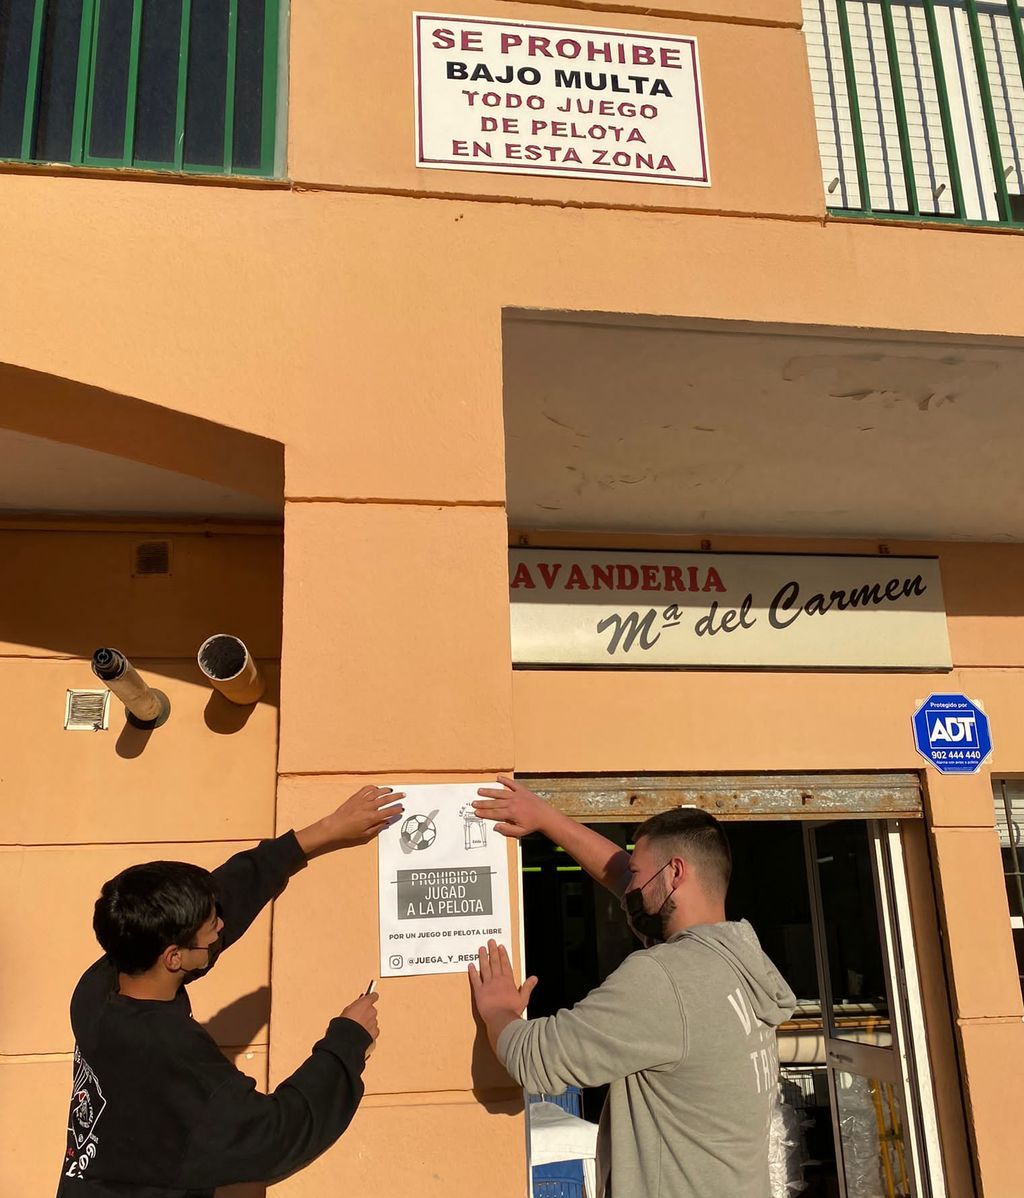 SE PROHIBE
BAJO MULTA
TODO JUEGO
DE PELOTA
EN ESTA ZONA
AVANDERIA
Mª del Carmen
Protegido por
ADT
902 444 440
PROHIBIDO
JUGAD
A LA PELOTA
POR UN JUEGO DE PELOTA LIBRE
@JUEGA_Y_RESP